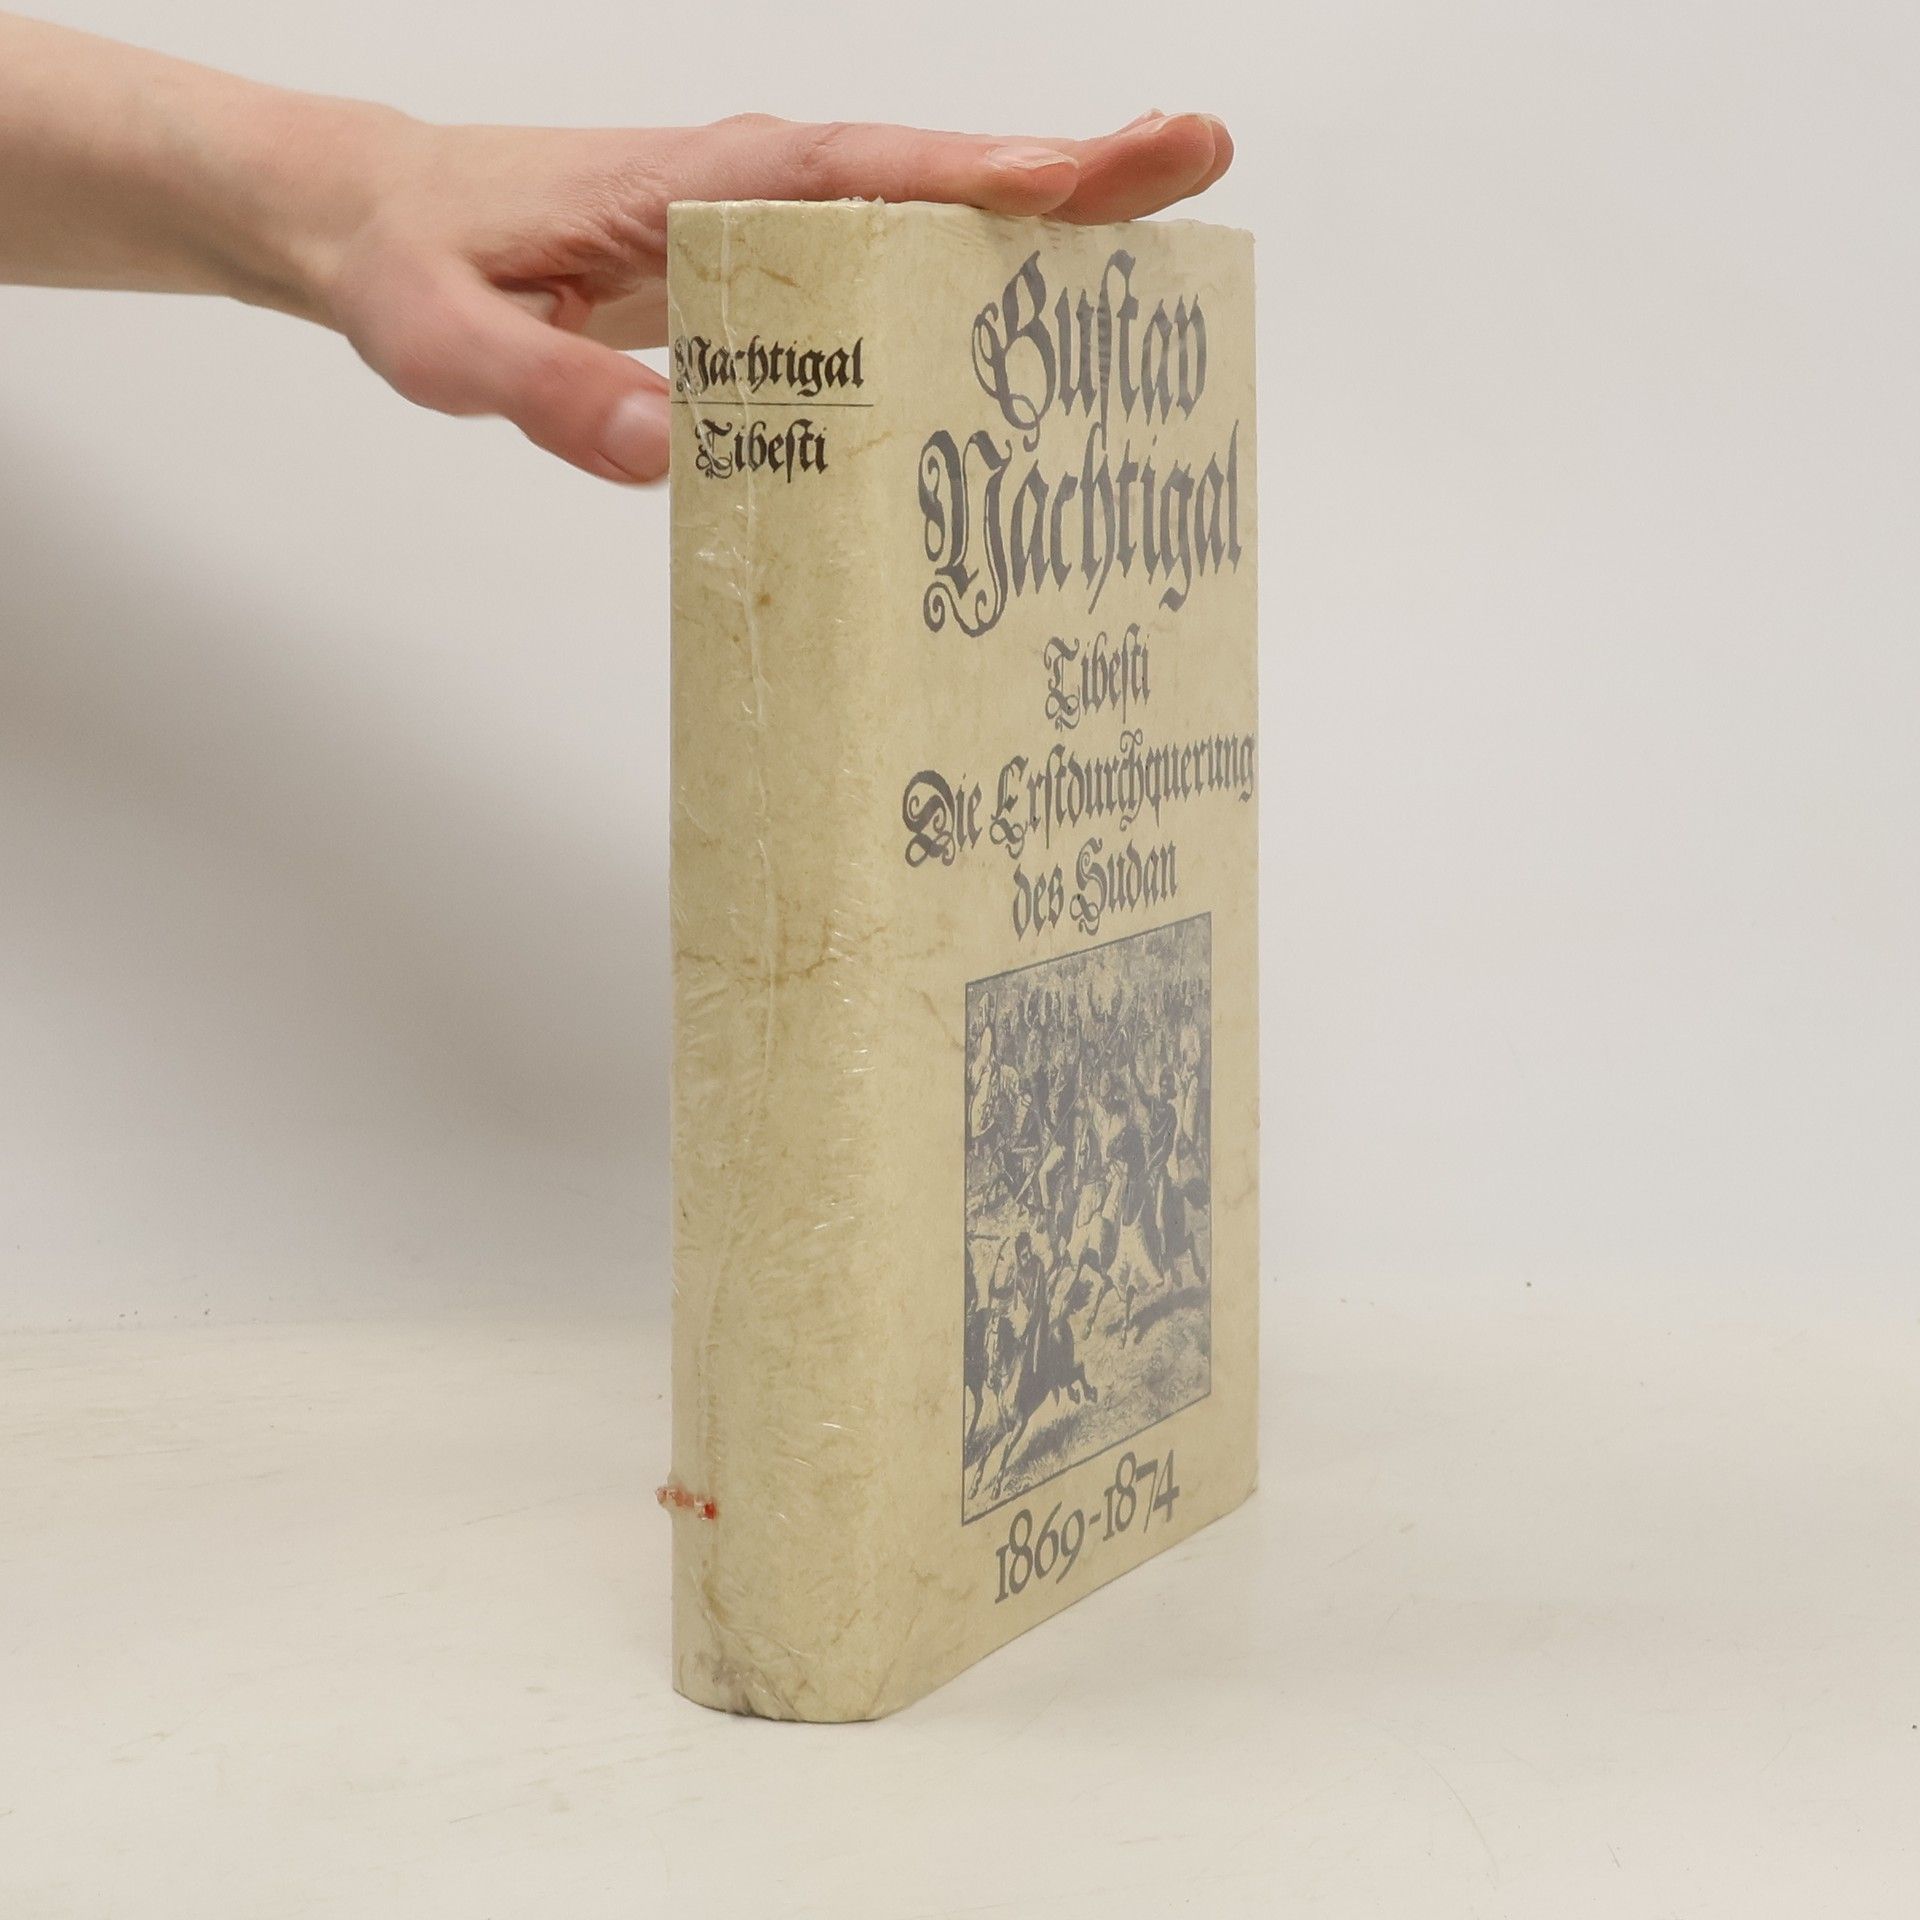 Nachtigal
Tibesti
Gustav
Nachtigal
Tibesti
Die Erstdurchquerung
des Sudan
1869-1874